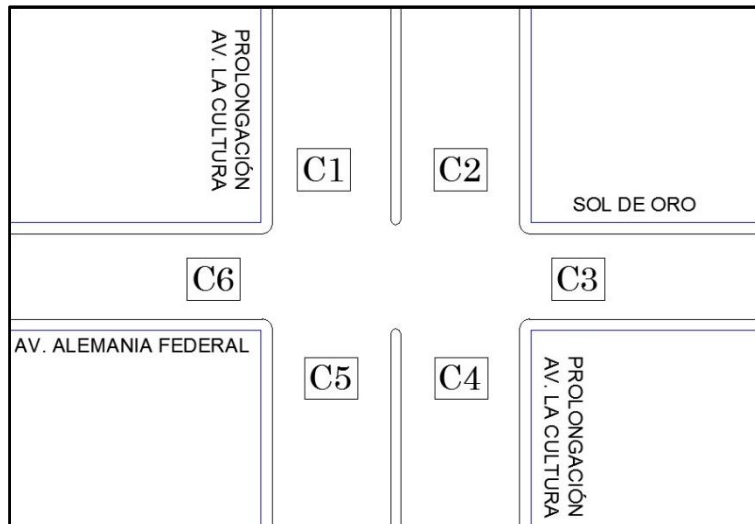 PROLONGACIÓN
AV. LA CULTURA
C1
C2
SOL DE ORO
C6
C3
AV. ALEMANIA FEDERAL
C5
C4
PROLONGACIÓN
AV. LA CULTURA